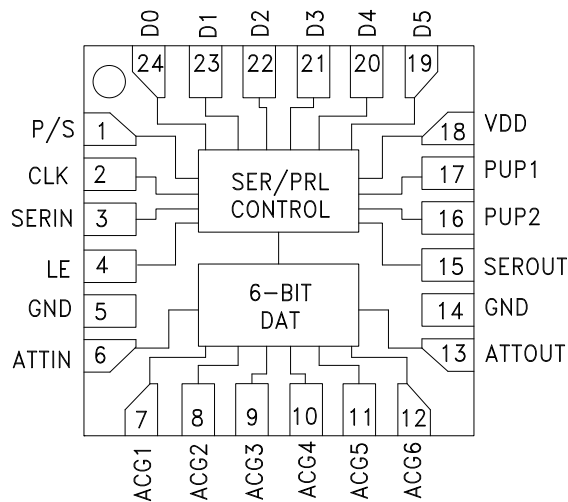 D0 D1 D2 D3 D4 D5
24 23 22 21 20 19
P/S 1 18 VDD
CLK 2 17 PUP1
SER/PRL
CONTROL
SERIN 3 16 PUP2
LE 4 15 SEROUT
6-BIT
DAT
GND 5 14 GND
ATTIN 6 13 ATTOUT
7 8 9 10 11 12
ACG1 ACG2 ACG3 ACG4 ACG5 ACG6